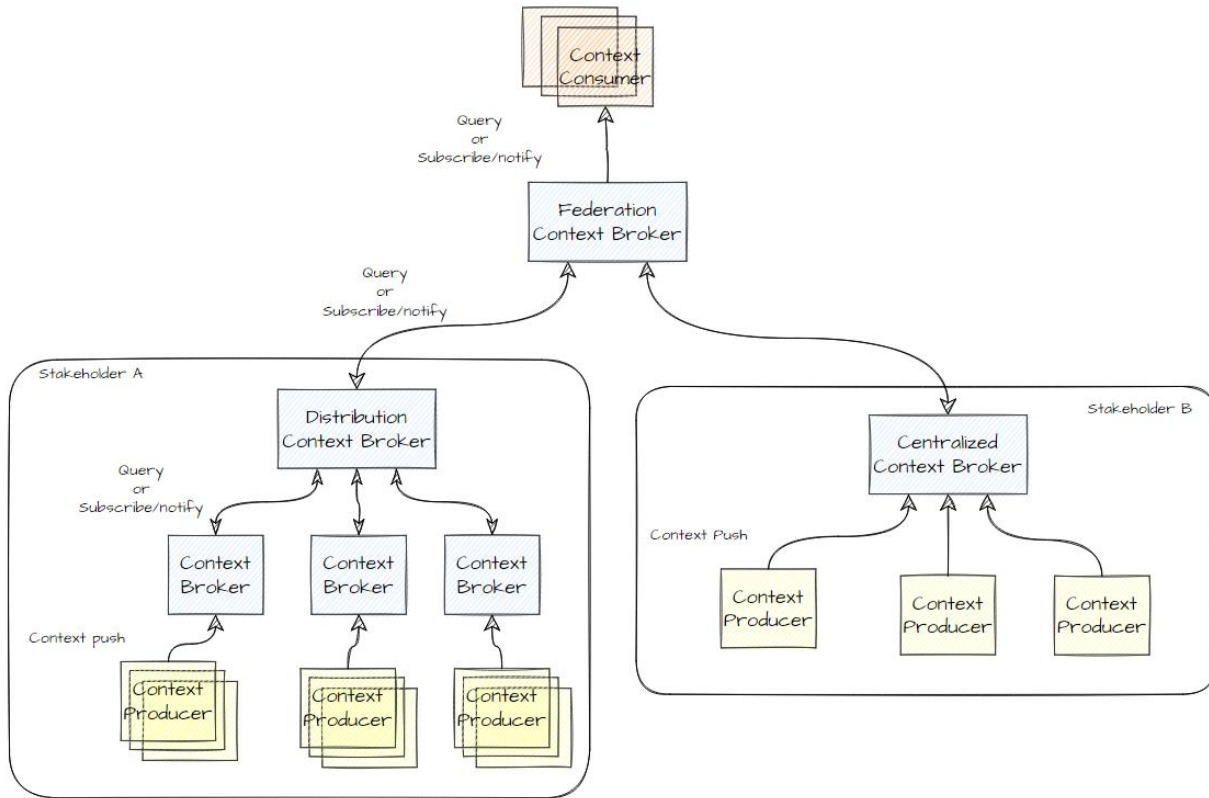 Context
Consumer
Query
or
Subscribe/notify
Federation
Context Broker
Query
or
Subscribe/notify
Stakeholder A
Distribution
Context Broker
Query
or
Subscribe/notify
Context
Broker
Context
Broker
Context
Broker
Context push
Context
Producer
Context
Producer
Context
Producer
Stakeholder B
Centralized
Context Broker
Context Push
Context
Producer
Context
Producer
Context
Producer